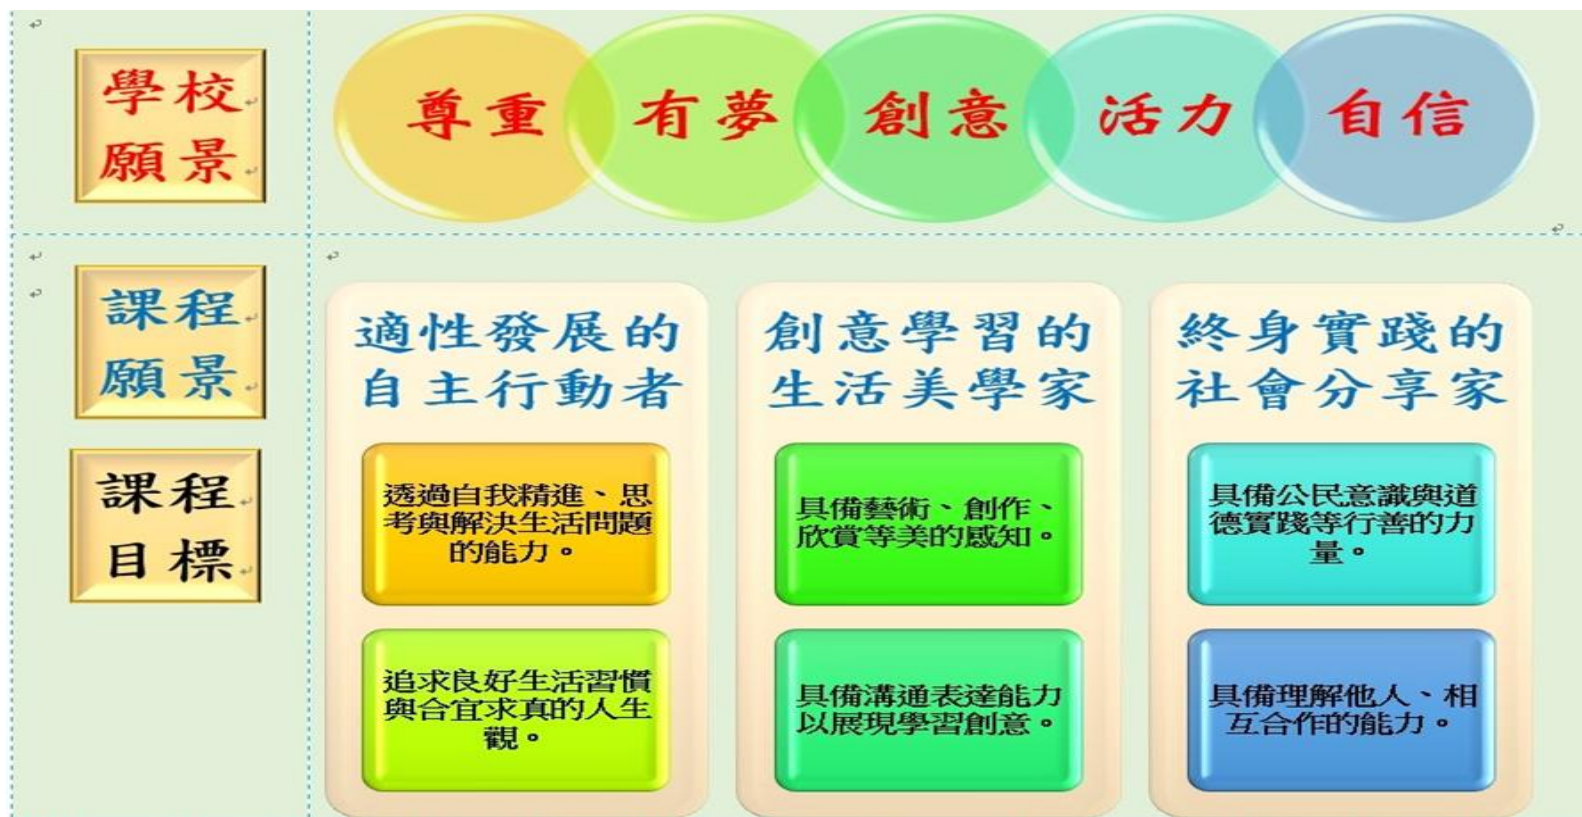 學校
願景
尊重
有夢
創意
活力
自信
課程
願景
適性發展的
自主行動者
創意學習的
生活美學家
終身實踐的
社會分享家
課程
目標
透過自我精進、思
考與解決生活問題
的能力。
具備藝術、創作、
欣賞等美的感知。
具備公民意識與道
德實踐等行善的力
量。
追求良好生活習慣
與合宜求真的人生
觀。
具備溝通表達能力
以展現學習創意。
具備理解他人、相
互合作的能力。